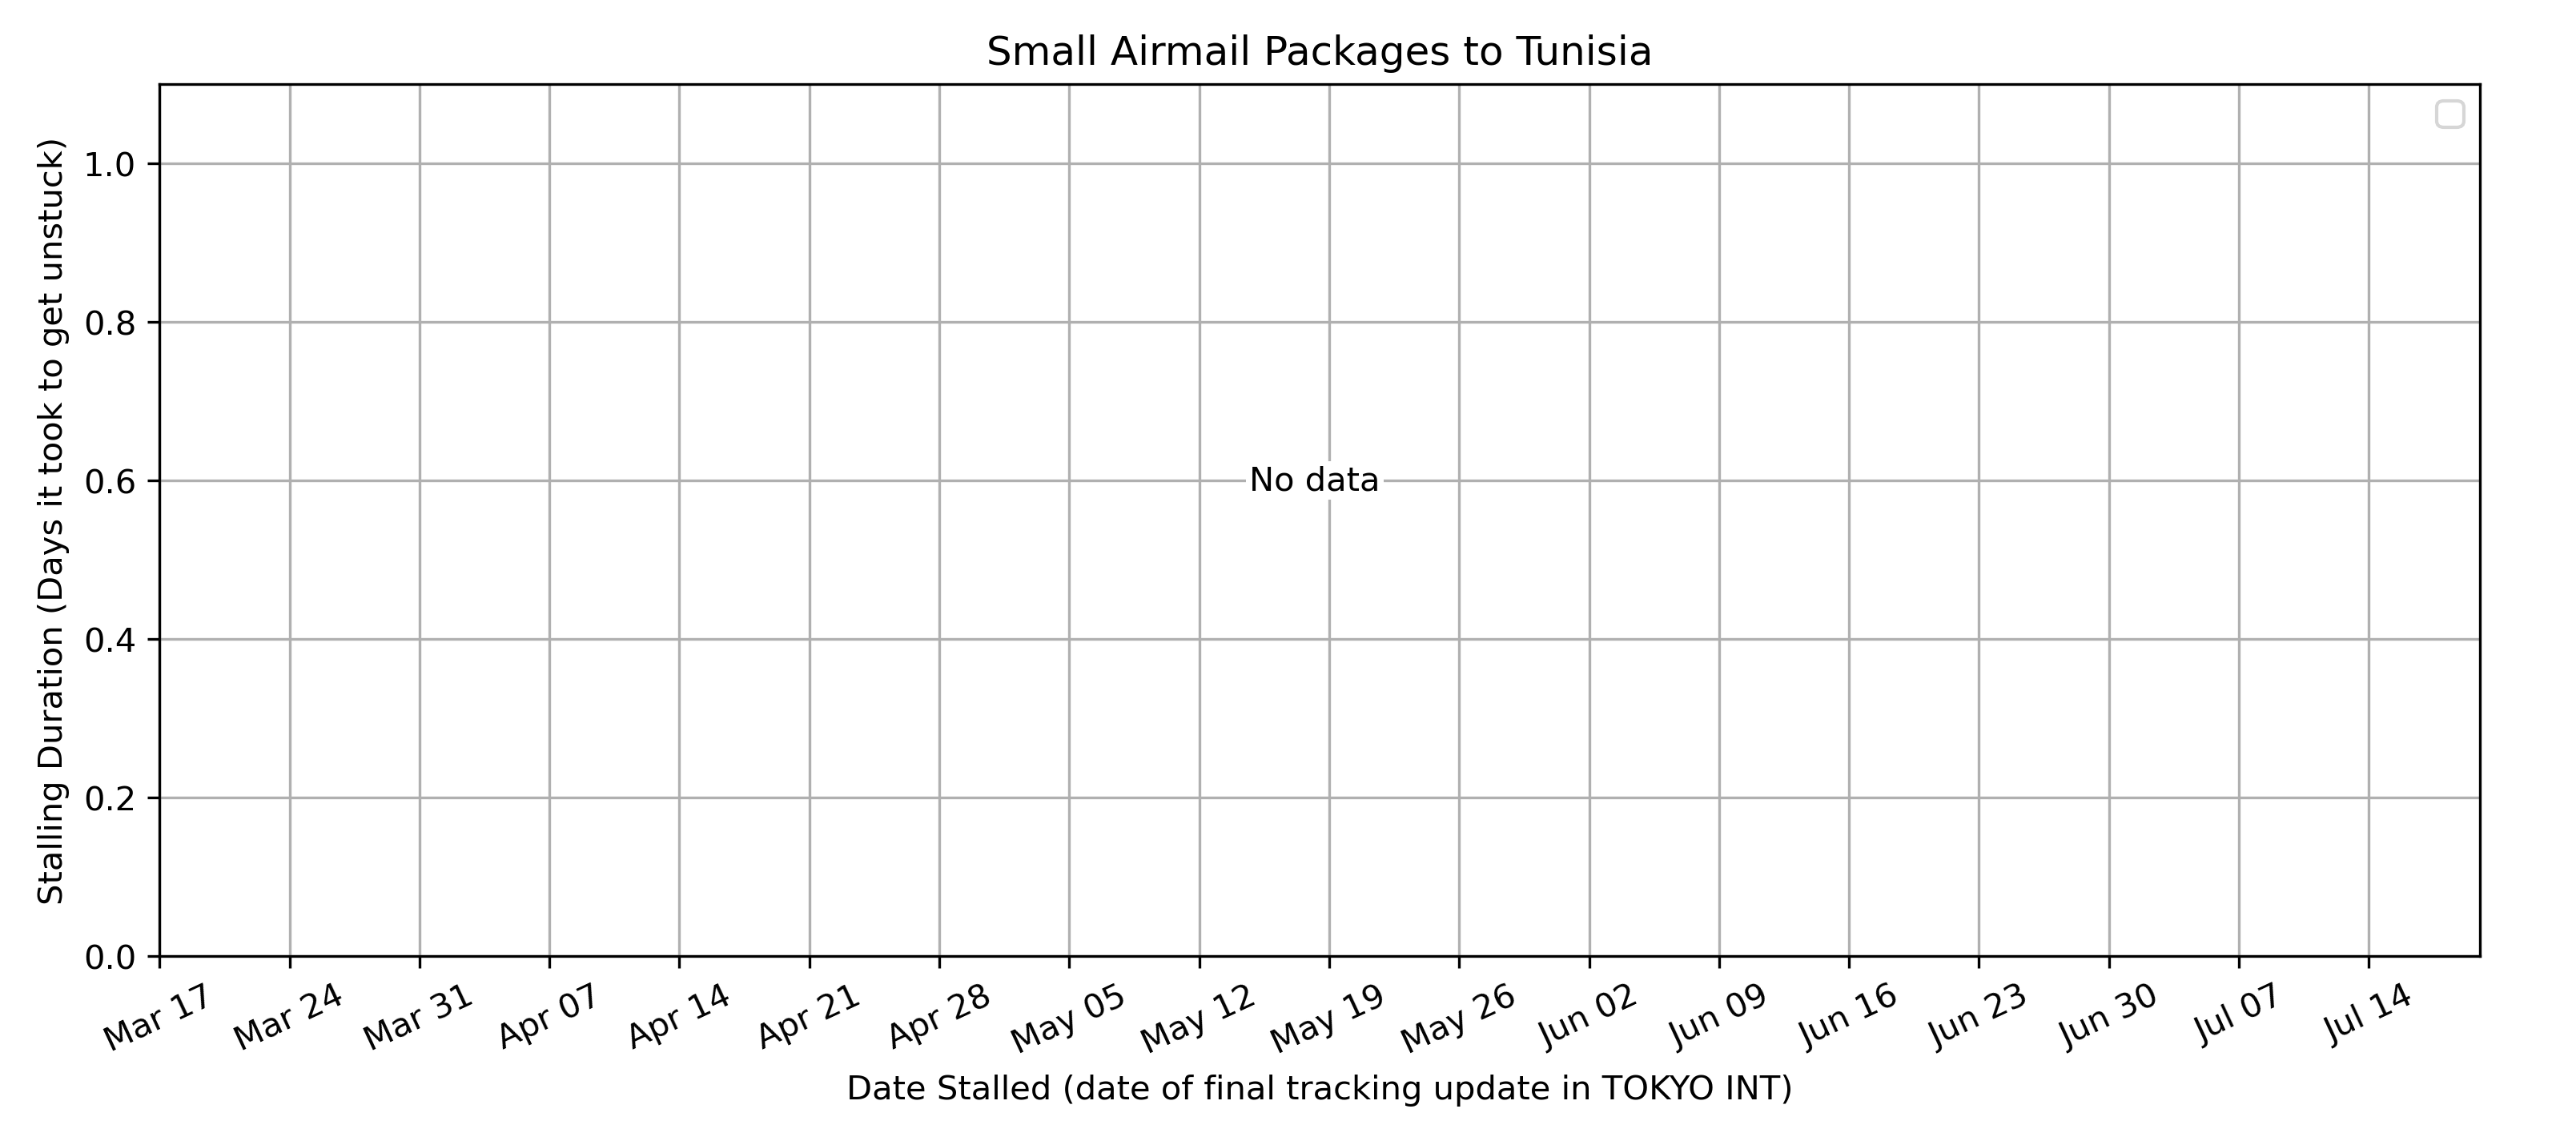 Small Airmail Packages to Tunisia
Stalling Duration (Days it took to get unstuck)
1.0
0.8
0.6
0.4
0.2
0.0
No data
Mar 17
Mar 24
Mar 31
Apr 07
Apr 14
Apr 21
Apr 28
May 05
May 12
May 19
May 26
Jun 02
Jun 09
Jun 16
Jun 23
Jun 30
Jul 07
Jul 14
Date Stalled (date of final tracking update in TOKYO INT)